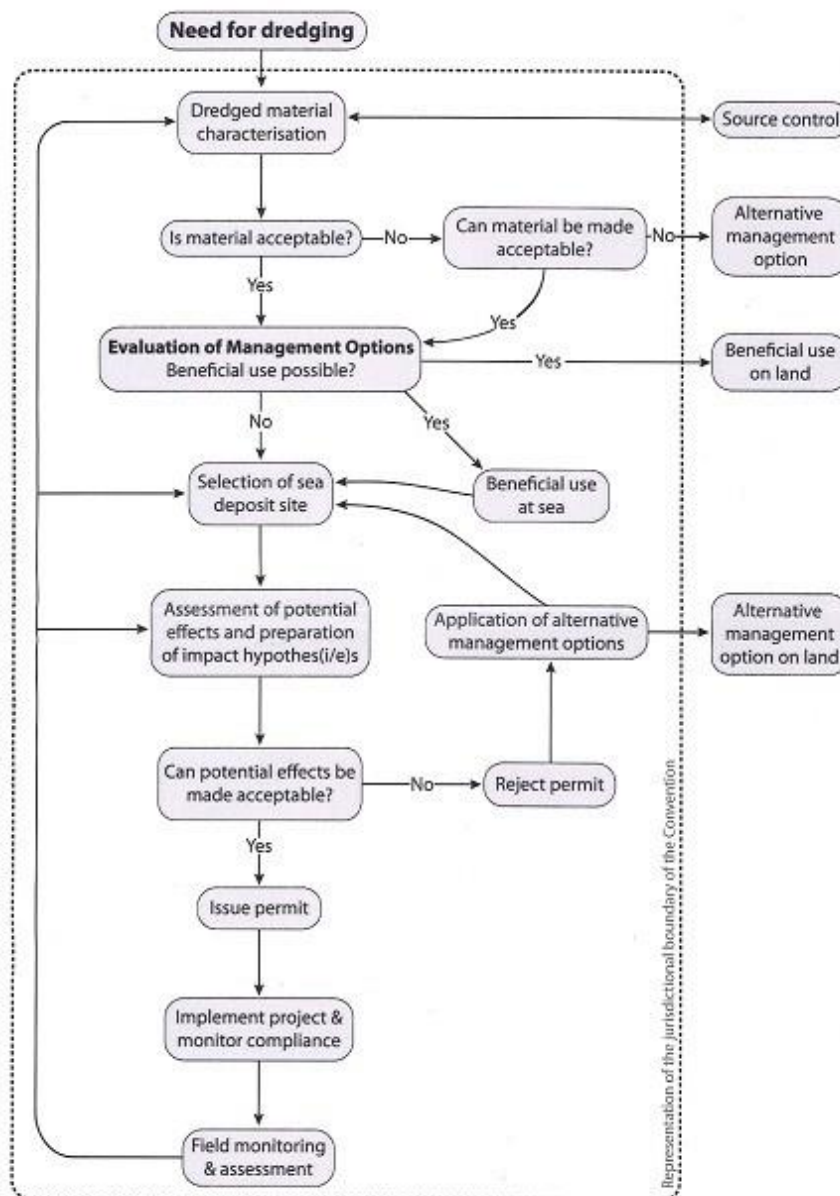 Need for dredging
Dredged material
characterisation
Source control
Is material acceptable?
No
Can material be made
acceptable?
No
Alternative
management
option
Yes
Yes
Evaluation of Management Options
Beneficial use possible?
Yes
Beneficial use
on land
No
Yes
Selection of sea
deposit site
Beneficial use
at sea
Assessment of potential
effects and preparation
of impact hypothes(i/e)s
Application of alternative
management options
Alternative
management
option on land
Can potential effects be
made acceptable?
No
Reject permit
Yes
Issue permit
Implement project &
monitor compliance
Field monitoring
& assessment
Representation of the jurisdictional boundary of the Convention